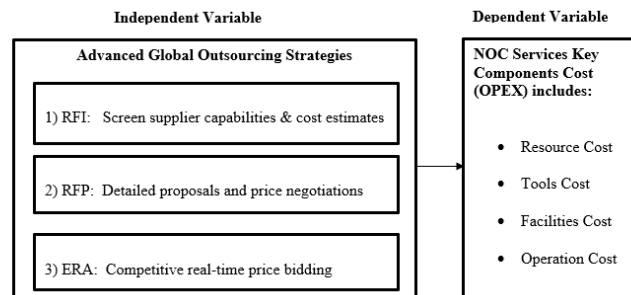 Independent Variable
Dependent Variable
Advanced Global Outsourcing Strategies
1) RFI: Screen supplier capabilities & cost estimates
2) RFP: Detailed proposals and price negotiations
3) ERA: Competitive real-time price bidding
NOC Services Key
Components Cost
(OPEX) includes:
• Resource Cost
• Tools Cost
• Facilities Cost
• Operation Cost